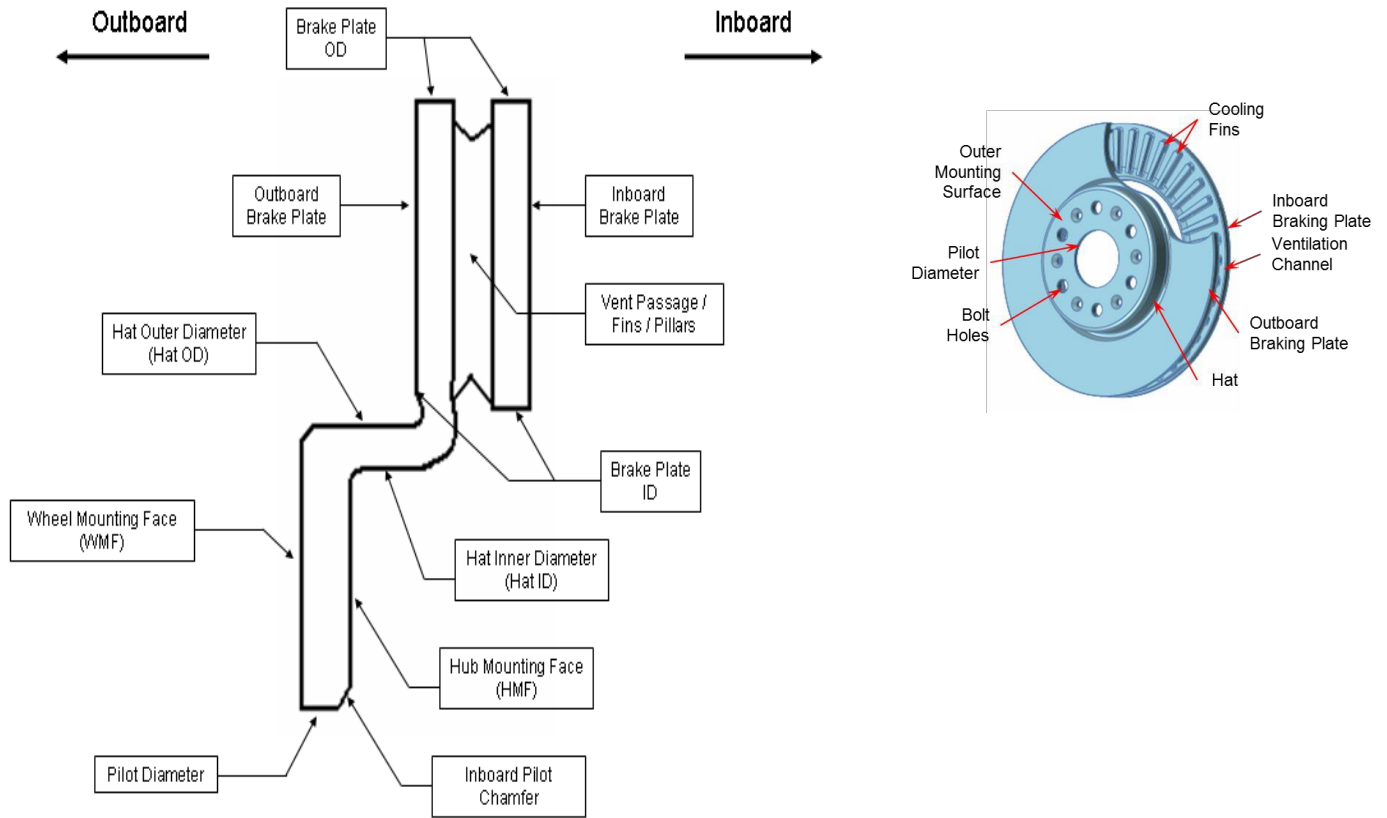 Outboard
Inboard
Brake Plate
OD
Outboard
Brake Plate
Inboard
Brake Plate
Vent Passage /
Fins / Pillars
Hat Outer Diameter
(Hat OD)
Brake Plate
ID
Wheel Mounting Face
(WMF)
Hat Inner Diameter
(Hat ID)
Hub Mounting Face
(HMF)
Pilot Diameter
Inboard Pilot
Chamfer
Cooling
Fins
Outer
Mounting
Surface
Inboard
Braking Plate
Ventilation
Channel
Pilot
Diameter
Bolt
Holes
Outboard
Braking Plate
Hat